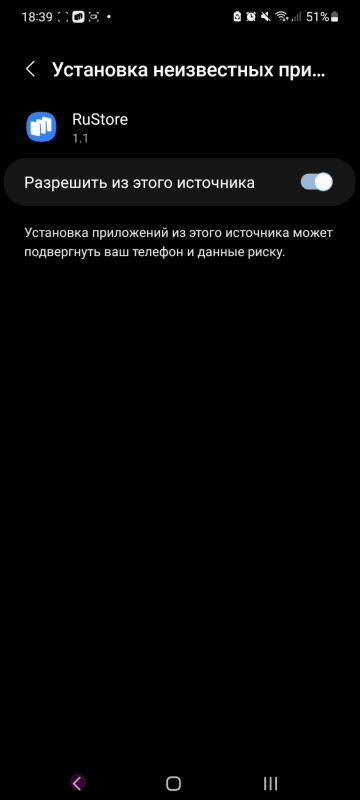 18:39
51%
Установка неизвестных при...
RuStore
1.1
Разрешить из этого источника
Установка приложений из этого источника может
подвергнуть ваш телефон и данные риску.